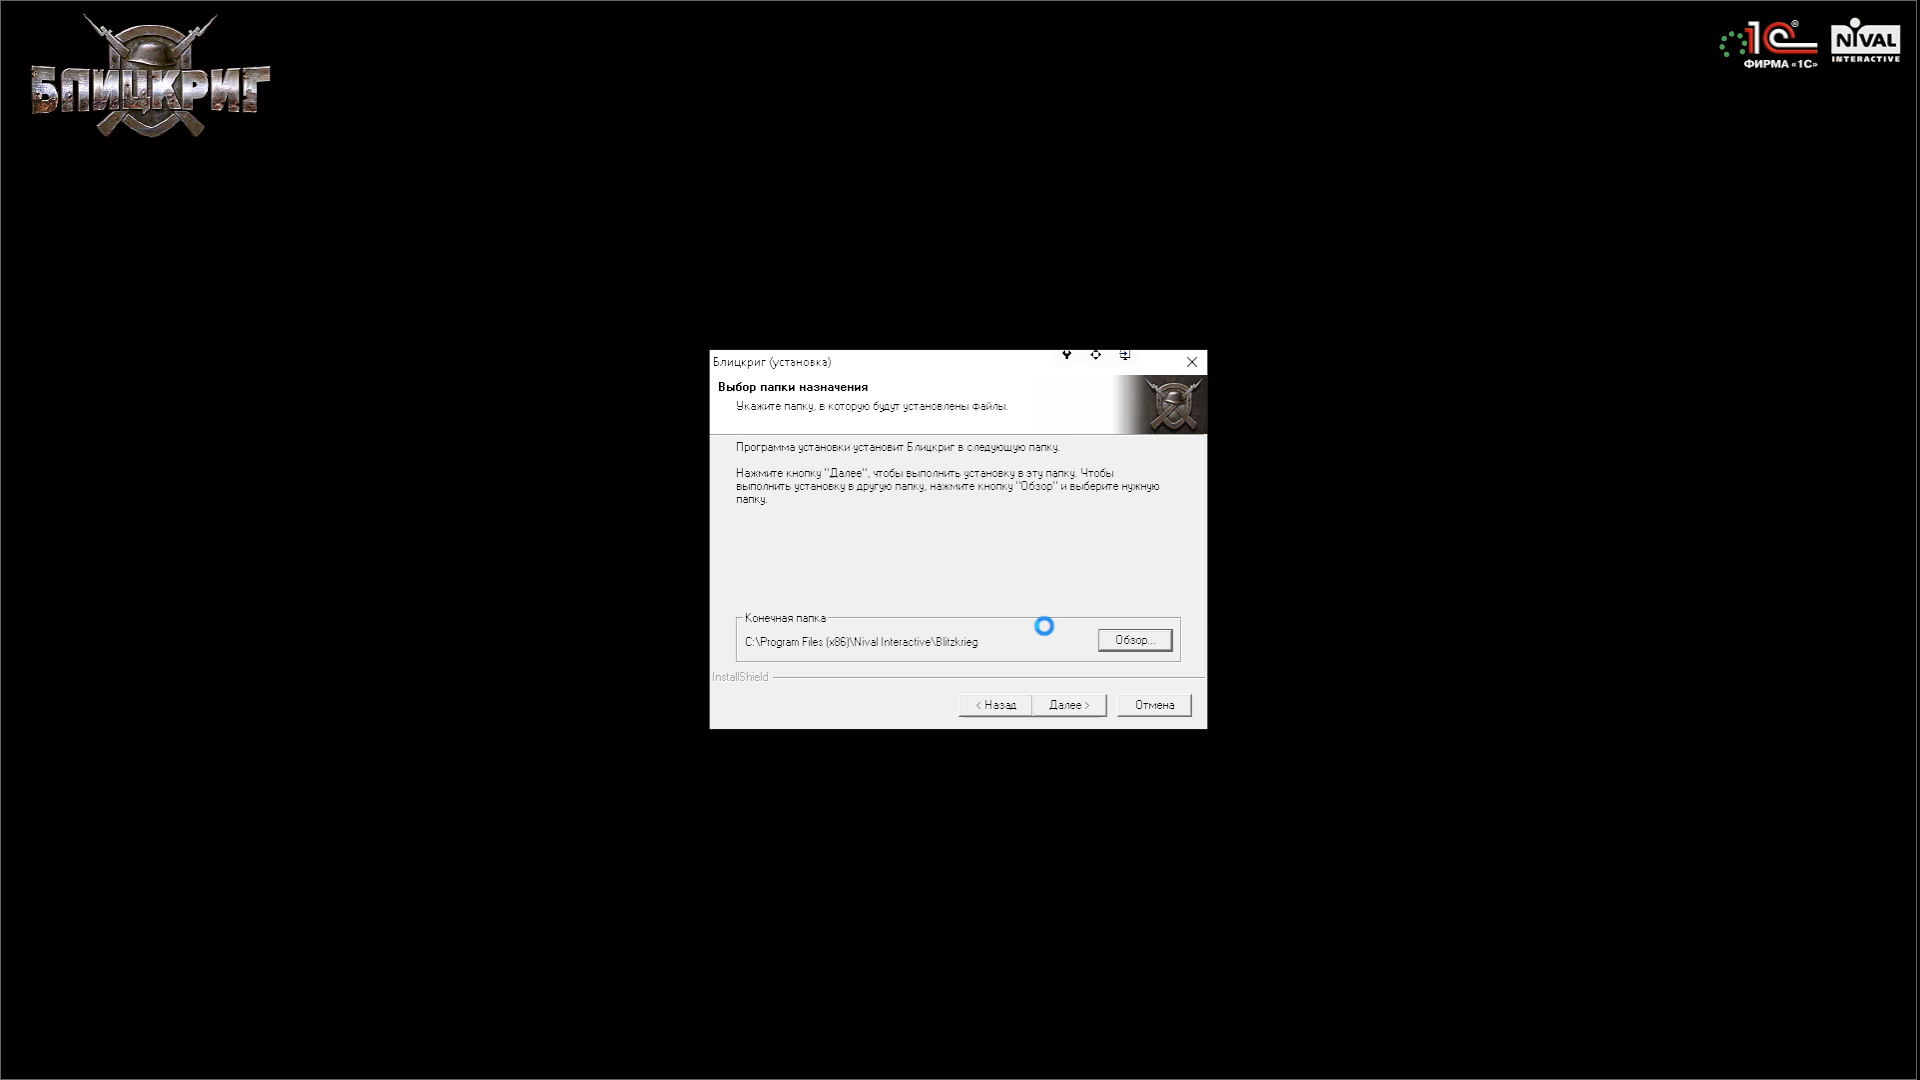 БЛИЦКРИГ
1С®
ФИРМА «1С»
NIVAL
INTERACTIVE
Блицкриг (установка)
Выбор папки назначения
Укажите папку, в которую будут установлены файлы.
Программа установки установит Блицкриг в следующую папку.
Нажмите кнопку "Далее", чтобы выполнить установку в эту папку. Чтобы
выполнить установку в другую папку, нажмите кнопку "Обзор" и выберите нужную
папку.
Конечная папка
C:\Program Files (x86)\Nival Interactive\Blitzkrieg
Обзор...
InstallShield
< Назад
Далее >
Отмена